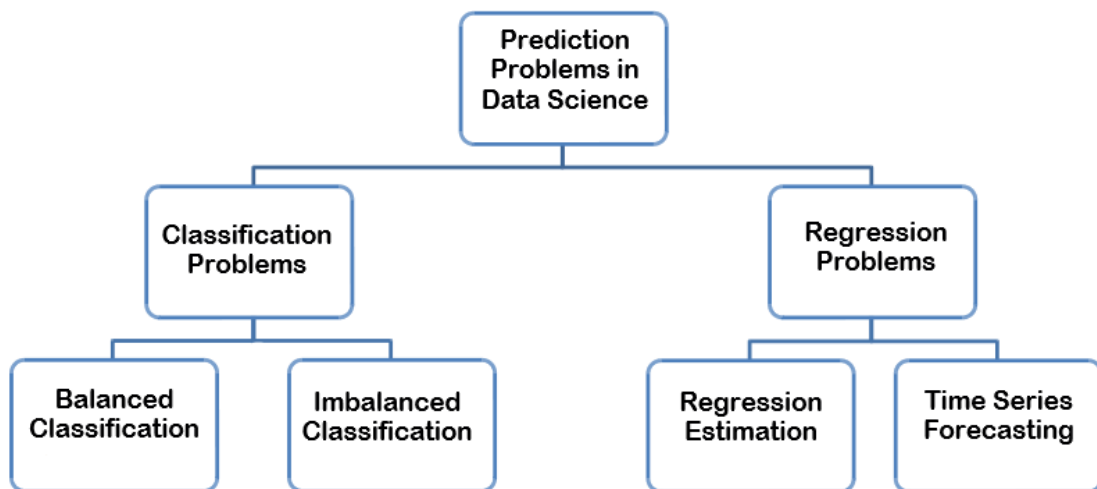 Prediction
Problems in
Data Science
Classification
Problems
Regression
Problems
Balanced
Classification
Imbalanced
Classification
Regression
Estimation
Time Series
Forecasting